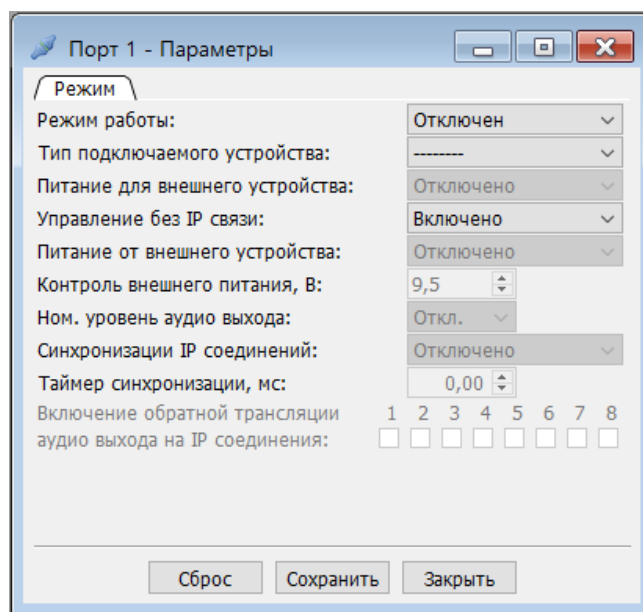 Порт 1 - Параметры
Режим
Режим работы: Отключен
Тип подключаемого устройства: --------
Питание для внешнего устройства: Отключено
Управление без IP связи: Включено
Питание от внешнего устройства: Отключено
Контроль внешнего питания, В: 9,5
Ном. уровень аудио выхода: Откл.
Синхронизации IP соединений: Отключено
Таймер синхронизации, мс: 0,00
Включение обратной трансляции 1 2 3 4 5 6 7 8
аудио выхода на IP соединения:
Сброс Сохранить Закрыть